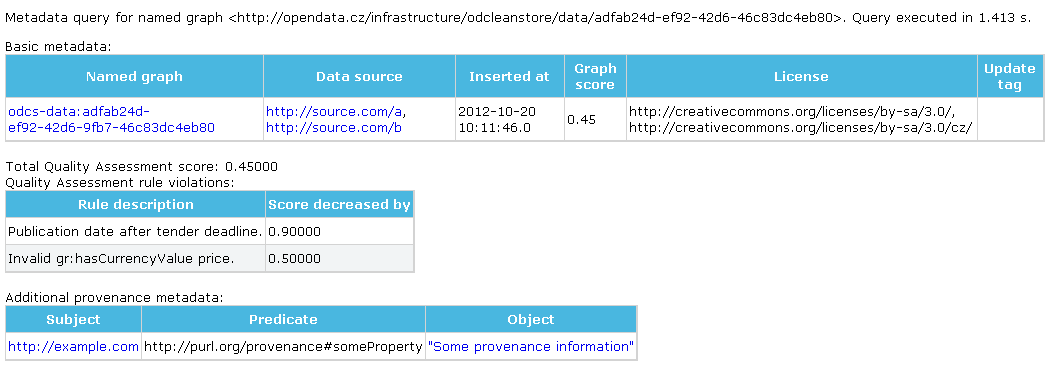 Metadata query for named graph <http://opendata.cz/infrastructure/odcleanstore/data/adfab24d-ef92-42d6-46c83dc4eb80>. Query executed in 1.413 s.
Basic metadata:
Named graph Data source Inserted at Graph score License Update tag
odcs-data:adfab24d-
ef92-42d6-9fb7-46c83dc4eb80
http://source.com/a,
http://source.com/b
2012-10-20
10:11:46.0
0.45
http://creativecommons.org/licenses/by-sa/3.0/,
http://creativecommons.org/licenses/by-sa/3.0/cz/
Total Quality Assessment score: 0.45000
Quality Assessment rule violations:
Rule description Score decreased by
Publication date after tender deadline. 0.90000
Invalid gr:hasCurrencyValue price. 0.50000
Additional provenance metadata:
Subject Predicate Object
http://example.com http://purl.org/provenance#someProperty "Some provenance information"